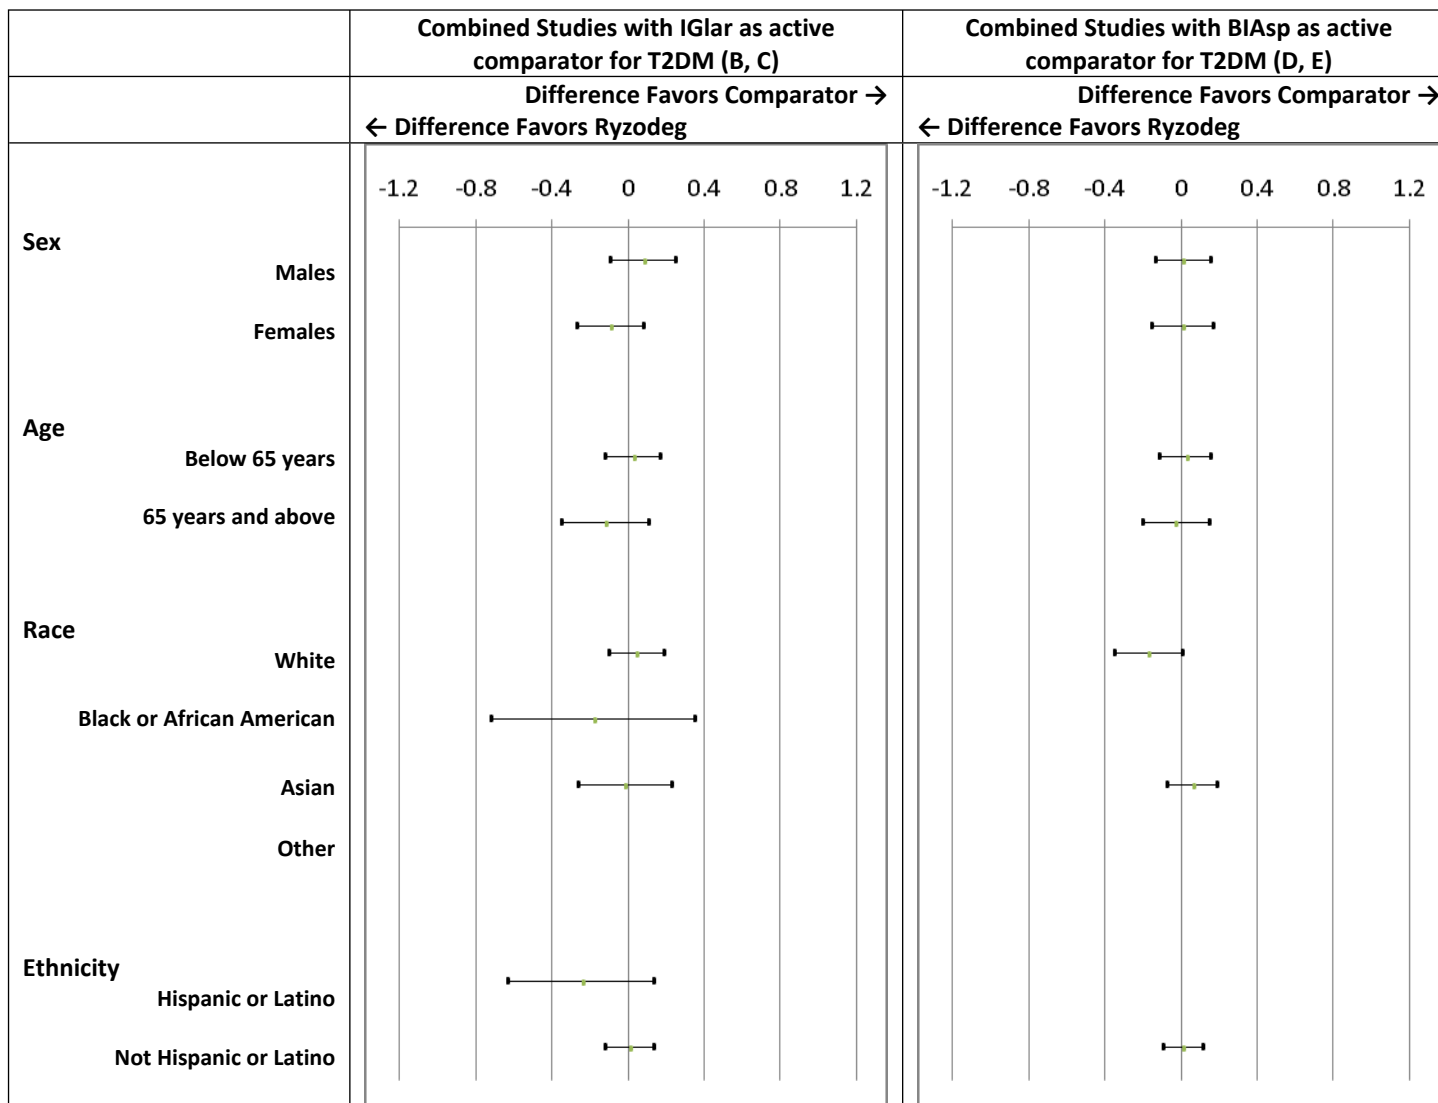 Combined Studies with IGlar as active
comparator for T2DM (B, C)
Combined Studies with BIAsp as active
comparator for T2DM (D, E)
Difference Favors Comparator →
← Difference Favors Ryzodeg
Difference Favors Comparator →
← Difference Favors Ryzodeg
-1.2 -0.8 -0.4 0 0.4 0.8 1.2
-1.2 -0.8 -0.4 0 0.4 0.8 1.2
Sex
Males
Females
Age
Below 65 years
65 years and above
Race
White
Black or African American
Asian
Other
Ethnicity
Hispanic or Latino
Not Hispanic or Latino